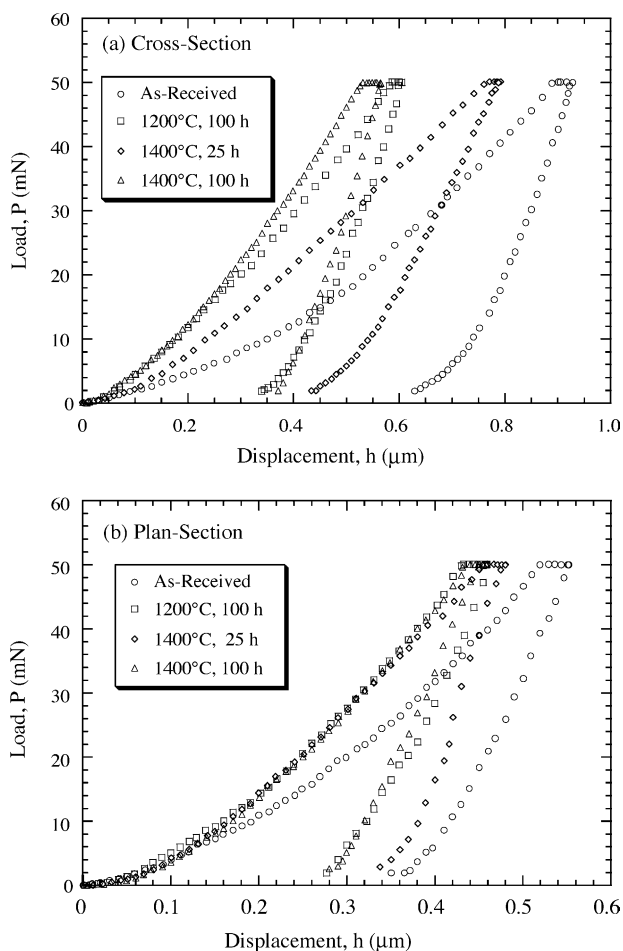 60
50
40
30
20
10
0
Load, P (mN)
(a) Cross-Section
As-Received
1200°C, 100 h
1400°C, 25 h
1400°C, 100 h
0 0.2 0.4 0.6 0.8 1.0
Displacement, h (μm)
60
50
40
30
20
10
0
Load, P (mN)
(b) Plan-Section
As-Received
1200°C, 100 h
1400°C, 25 h
1400°C, 100 h
0 0.1 0.2 0.3 0.4 0.5 0.6
Displacement, h (μm)